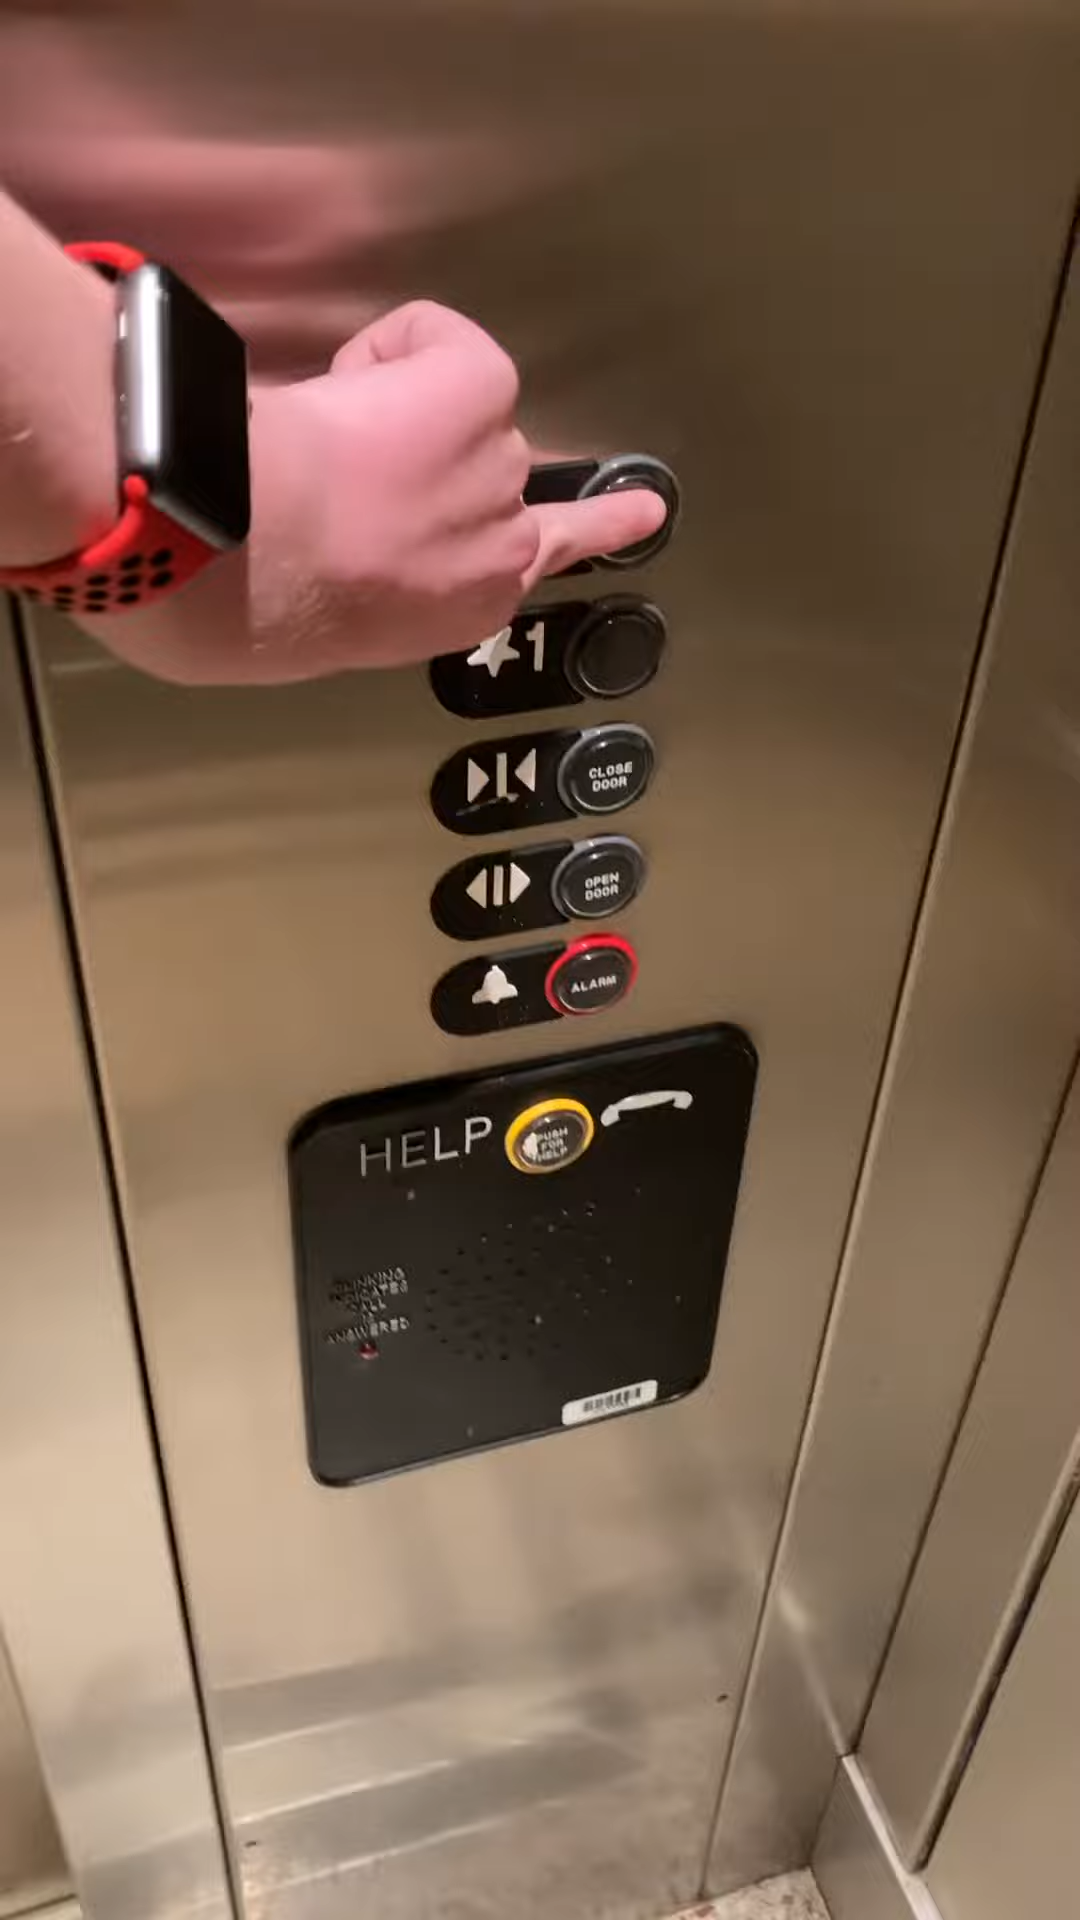 ★1
CLOSE
DOOR
OPEN
DOOR
ALARM
HELP
PUSH
FOR
HELP
BLINKING
INDICATES
CALL
IS
ANSWERED